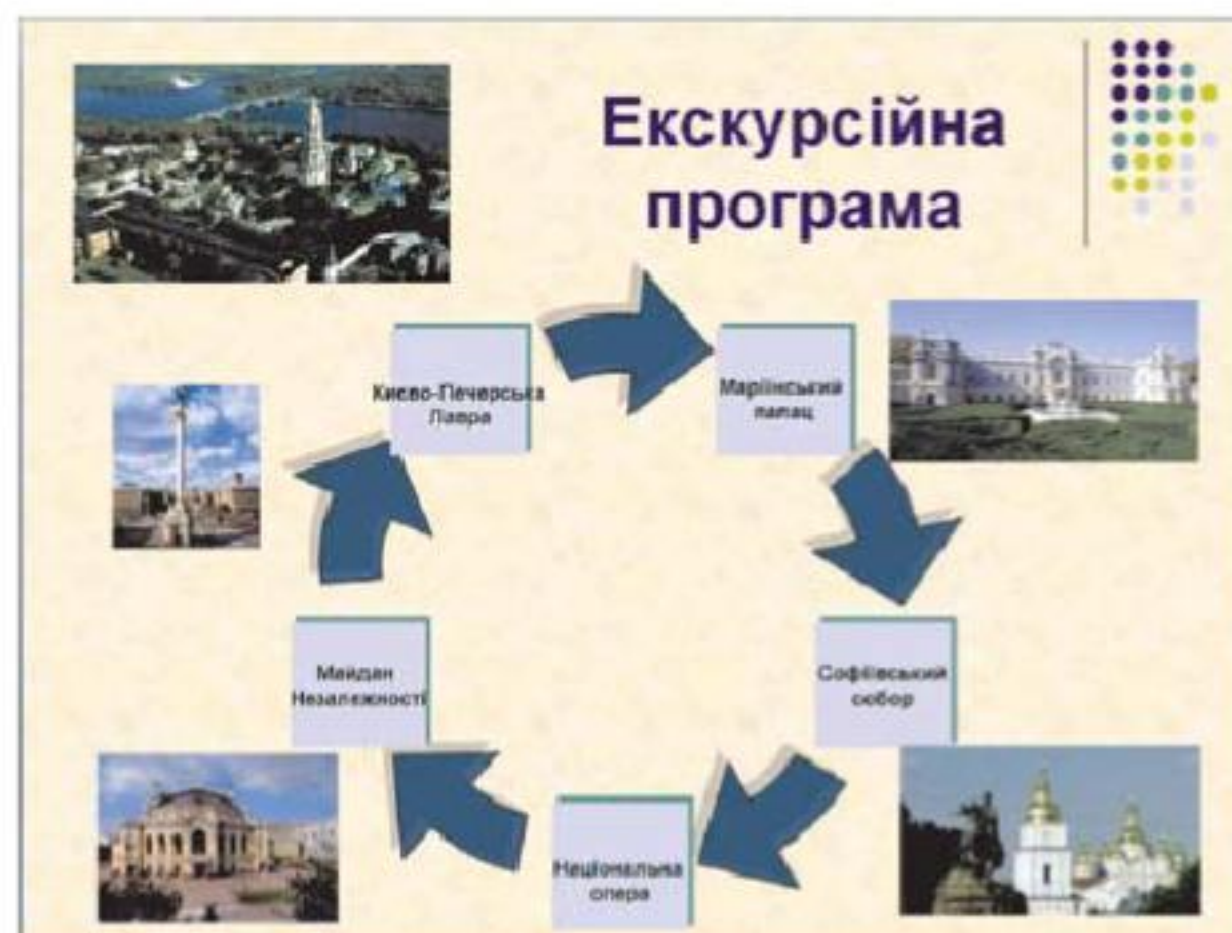 Екскурсійна
програма
Києво-Печерська
Лавра
Маріїнський
палац
Софіївський
собор
Національна
опера
Майдан
Незалежності